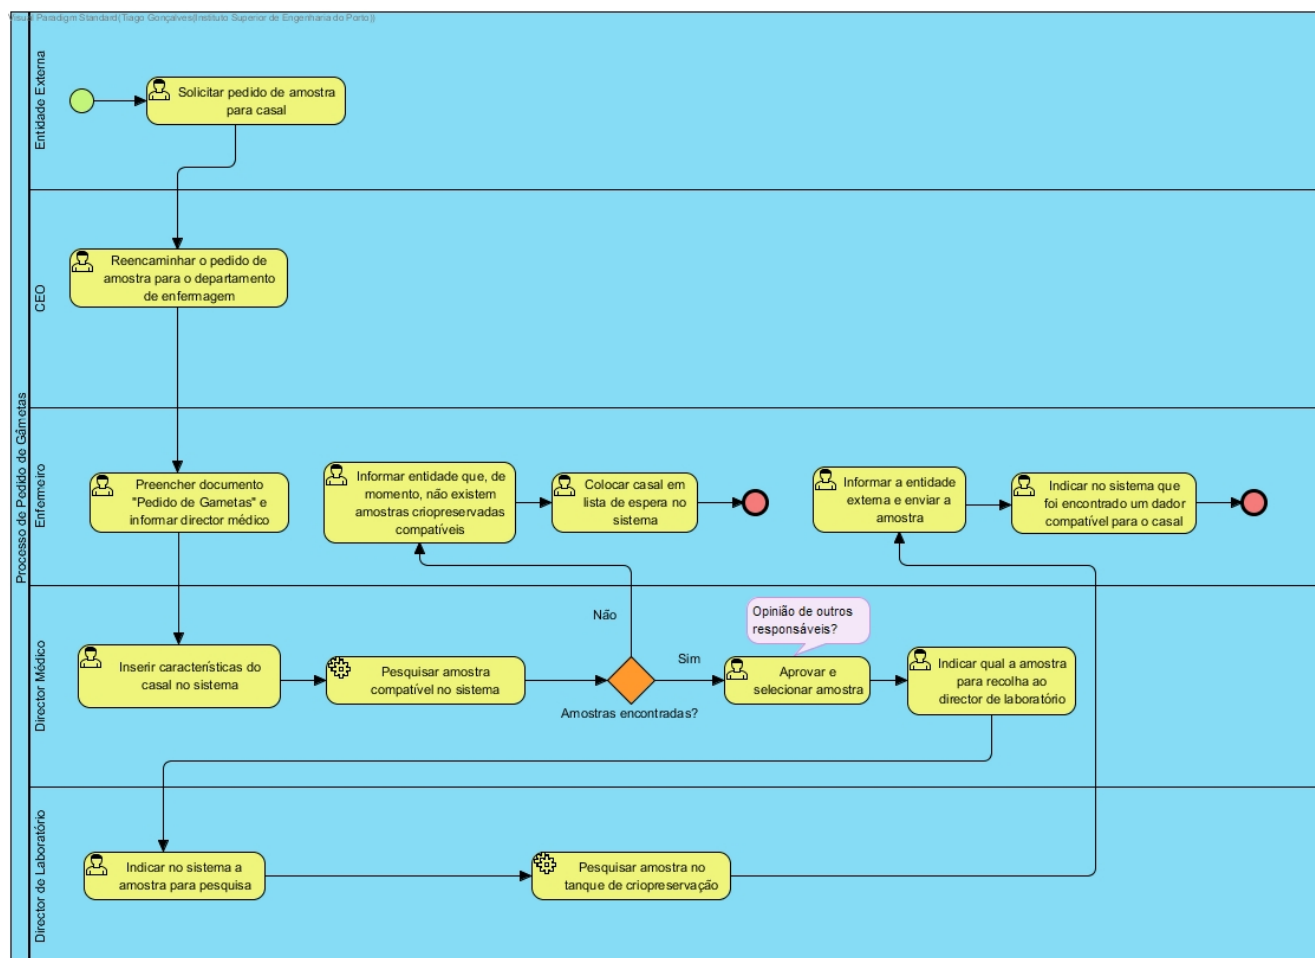 Visual Paradigm Standard(Tiago Gonçalves(Instituto Superior de Engenharia do Porto))
Processo de Pedido de Gâmetas
Entidade Externa
Solicitar pedido de amostra
para casal
CEO
Reencaminhar o pedido de
amostra para o departamento
de enfermagem
Enfermeiro
Preencher documento
"Pedido de Gametas" e
informar director médico
Informar entidade que, de
momento, não existem
amostras criopreservadas
compatíveis
Colocar casal em
lista de espera no
sistema
Informar a entidade
externa e enviar a
amostra
Indicar no sistema que
foi encontrado um dador
compatível para o casal
Director Médico
Inserir características do
casal no sistema
Pesquisar amostra
compatível no sistema
Não
Amostras encontradas?
Sim
Opinião de outros
responsáveis?
Aprovar e
selecionar amostra
Indicar qual a amostra
para recolha ao
director de laboratório
Director de Laboratório
Indicar no sistema a
amostra para pesquisa
Pesquisar amostra no
tanque de criopreservação